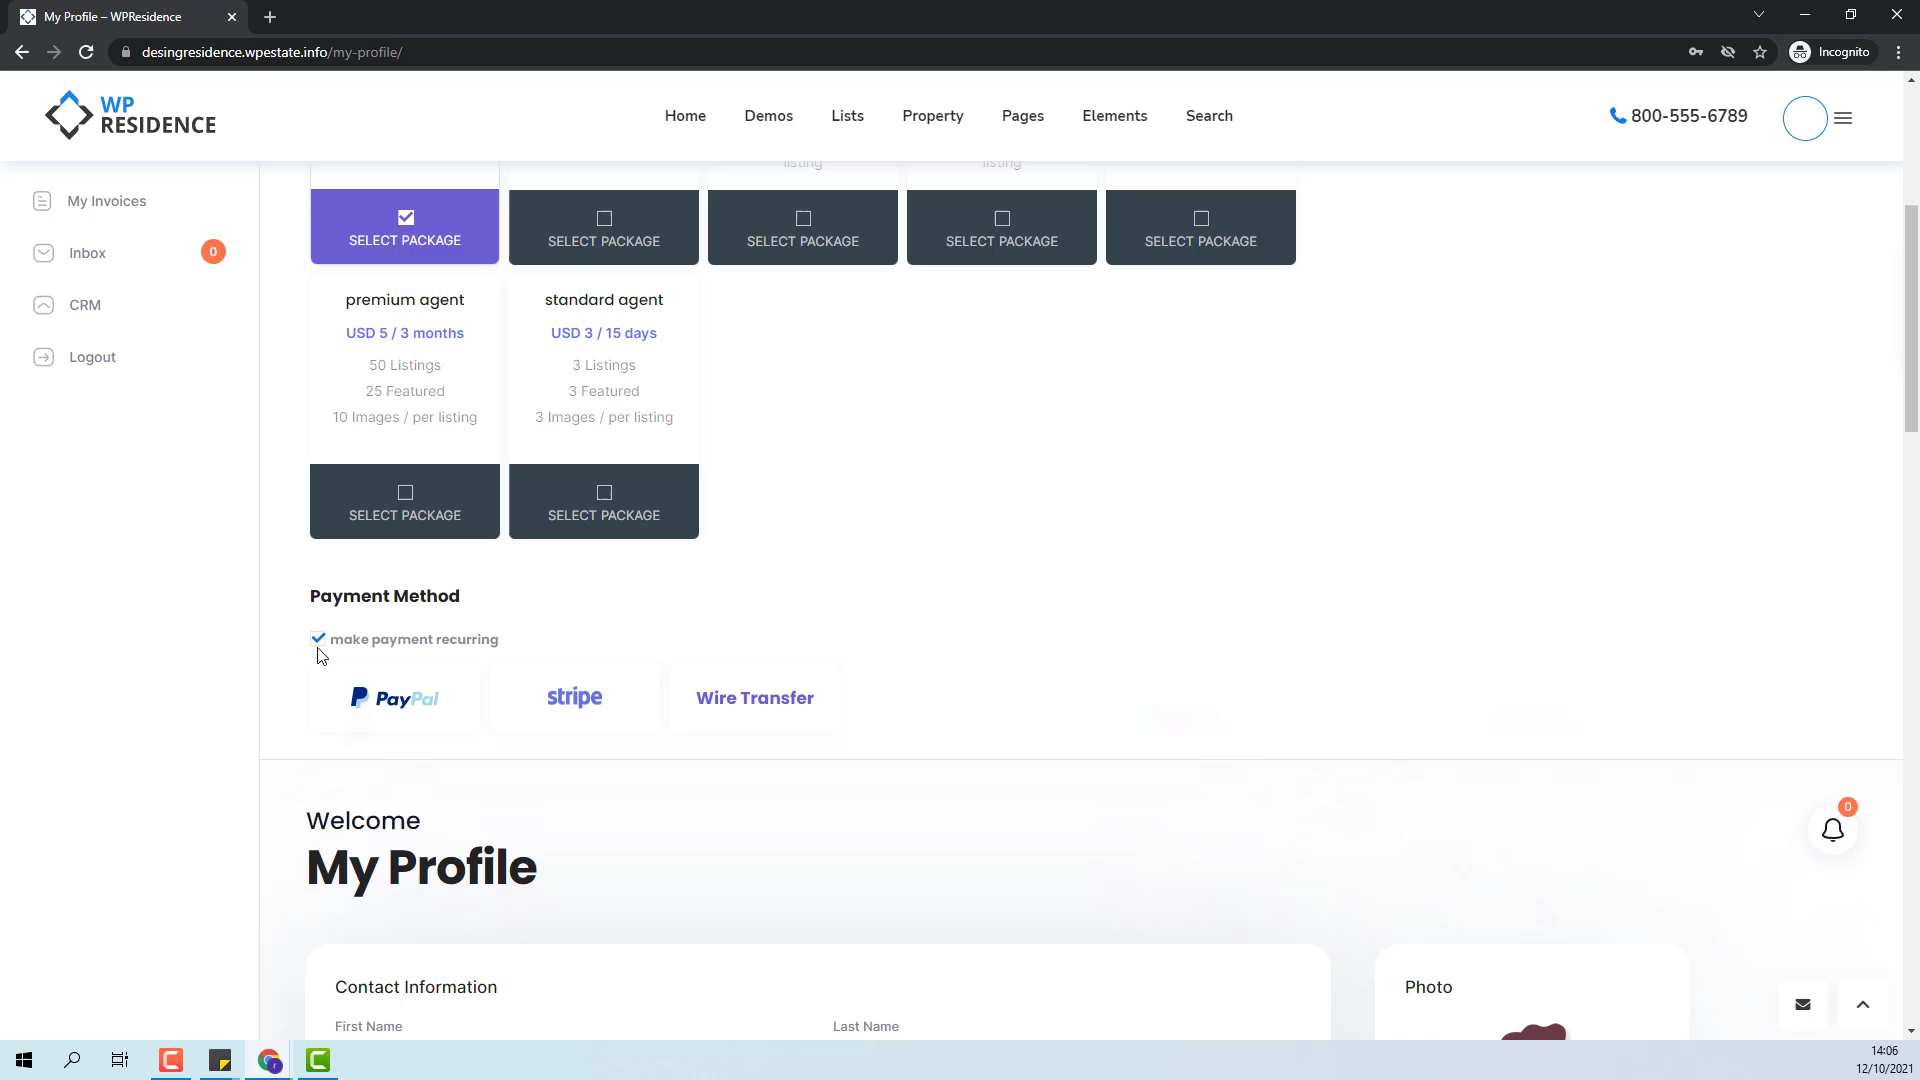 My Profile – WPResidence
desingresidence.wpestate.info/my-profile/
Incognito
WP
RESIDENCE
Home
Demos
Lists
Property
Pages
Elements
Search
800-555-6789
listing
listing
My Invoices
Inbox
0
CRM
Logout
SELECT PACKAGE
SELECT PACKAGE
SELECT PACKAGE
SELECT PACKAGE
SELECT PACKAGE
premium agent
USD 5 / 3 months
50 Listings
25 Featured
10 Images / per listing
SELECT PACKAGE
standard agent
USD 3 / 15 days
3 Listings
3 Featured
3 Images / per listing
SELECT PACKAGE
Payment Method
make payment recurring
PayPal
stripe
Wire Transfer
Welcome
My Profile
0
Contact Information
First Name
Last Name
Photo
r
14:06
12/10/2021